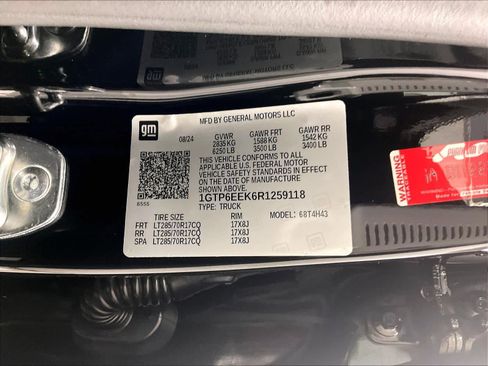 gm
MFD BY GENERAL MOTORS LLC
08/24
GVWR GAWR FRT GAWR RR
2835 KG 1588 KG 1542 KG
6250 LB 3500 LB 3400 LB
THIS VEHICLE CONFORMS TO ALL
APPLICABLE U.S. FEDERAL MOTOR
VEHICLE SAFETY STANDARDS IN EFFECT
ON THE DATE OF MANUFACTURE
SHOWN ABOVE.
1GTP6EEK6R1259118
TYPE: TRUCK
6555
MODEL: 68T4H43
TIRE SIZE RIM
FRT LT285/70R17CQ 17X8J
RR LT285/70R17CQ 17X8J
SPA LT285/70R17CQ 17X8J
WARNING